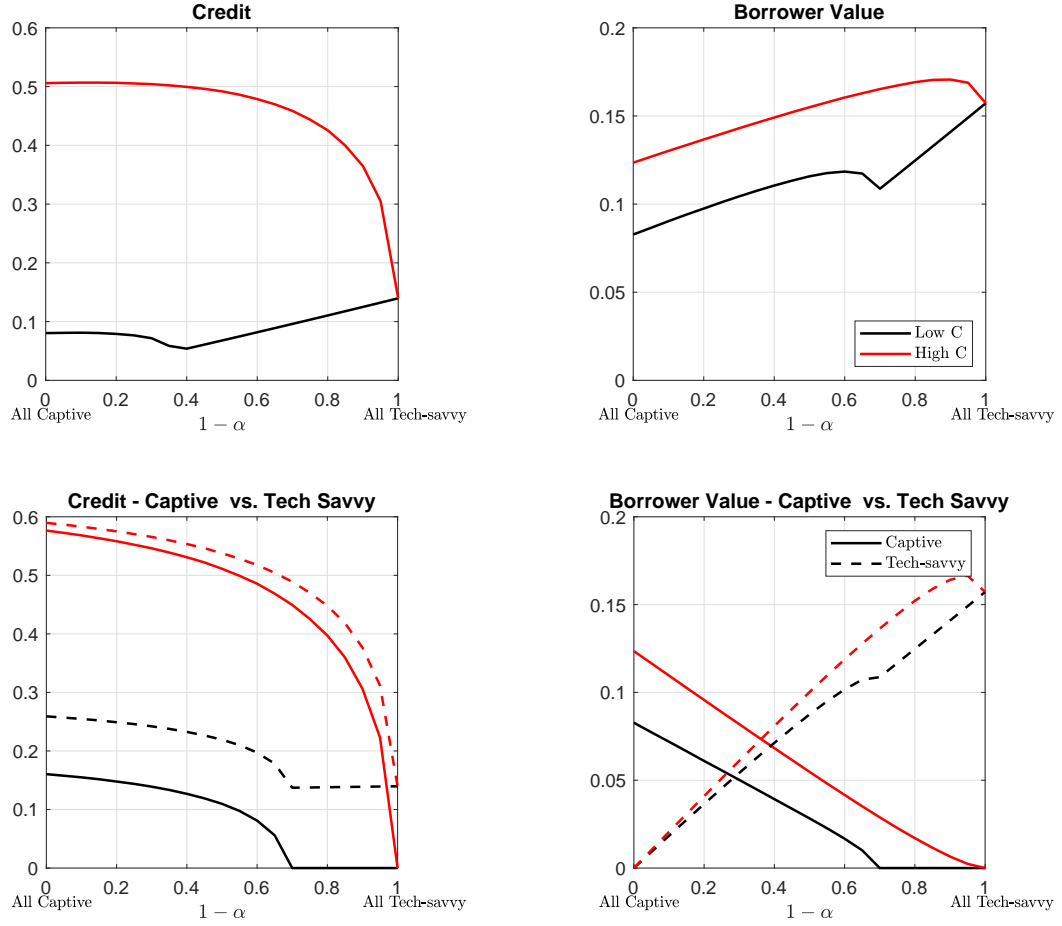 Credit
0.6
0.5
0.4
0.3
0.2
0.1
0
0 0.2 0.4 0.6 0.8 1
All Captive All Tech-savvy
1 − α
Borrower Value
0.2
0.15
0.1
0.05
0
Low C
High C
0 0.2 0.4 0.6 0.8 1
All Captive All Tech-savvy
1 − α
Credit - Captive vs. Tech Savvy
0.6
0.5
0.4
0.3
0.2
0.1
0
0 0.2 0.4 0.6 0.8 1
All Captive All Tech-savvy
1 − α
Borrower Value - Captive vs. Tech Savvy
0.2
Captive
Tech-savvy
0.15
0.1
0.05
0
0 0.2 0.4 0.6 0.8 1
All Captive All Tech-savvy
1 − α